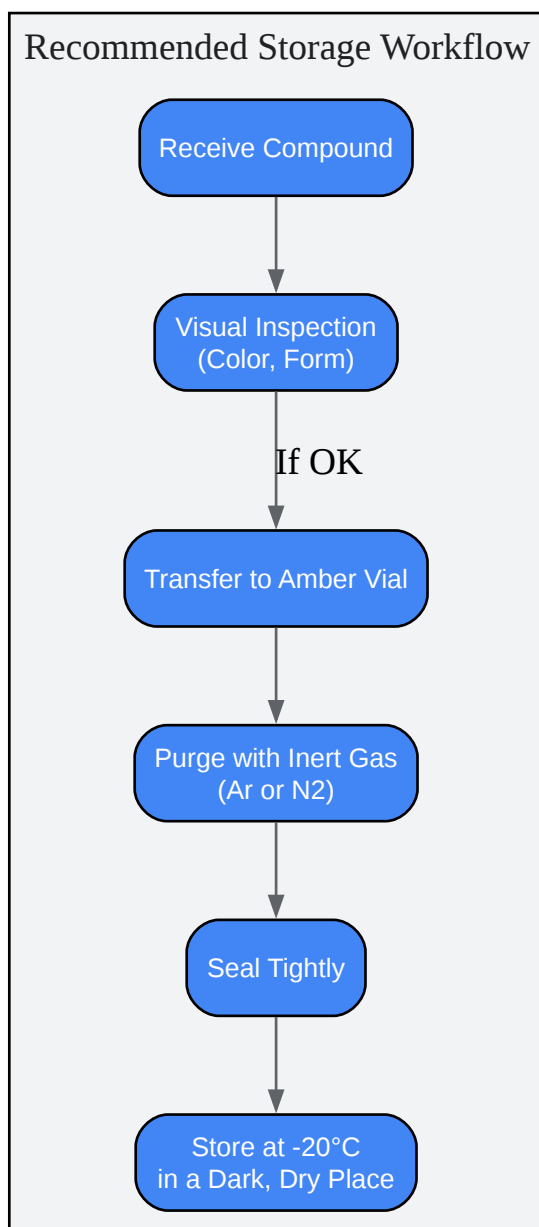 Recommended Storage Workflow
Receive Compound
Visual Inspection
(Color, Form)
If OK
Transfer to Amber Vial
Purge with Inert Gas
(Ar or N2)
Seal Tightly
Store at -20°C
in a Dark, Dry Place